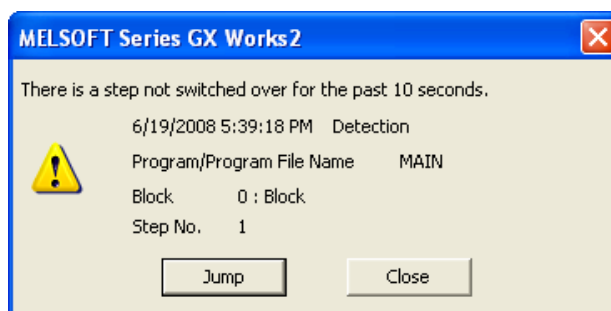 MELSOFT Series GX Works2
There is a step not switched over for the past 10 seconds.
6/19/2008 5:39:18 PM Detection
Program/Program File Name MAIN
Block 0 : Block
Step No. 1
Jump Close